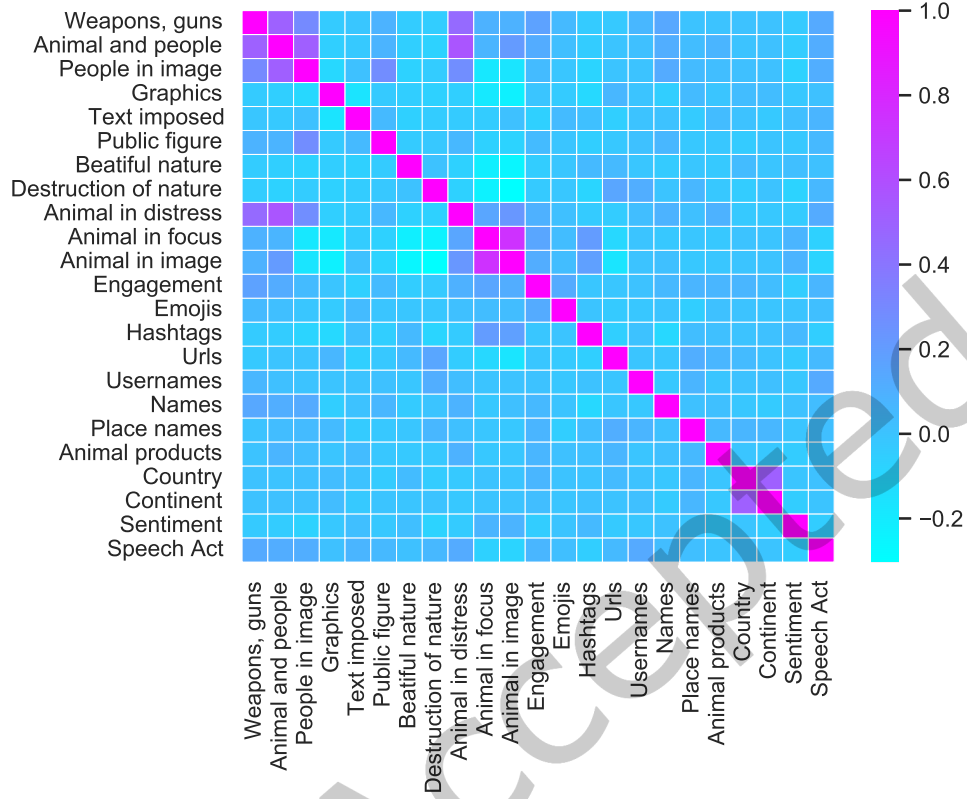 Weapons, guns
Animal and people
People in image
Graphics
Text imposed
Public figure
Beatiful nature
Destruction of nature
Animal in distress
Animal in focus
Animal in image
Engagement
Emojis
Hashtags
Urls
Usernames
Names
Place names
Animal products
Country
Continent
Sentiment
Speech Act
1.0
0.8
0.6
0.4
0.2
0.0
−0.2
Weapons, guns
Animal and people
People in image
Graphics
Text imposed
Public figure
Beatiful nature
Destruction of nature
Animal in distress
Animal in focus
Animal in image
Engagement
Emojis
Hashtags
Urls
Usernames
Names
Place names
Animal products
Country
Continent
Sentiment
Speech Act
Accepted